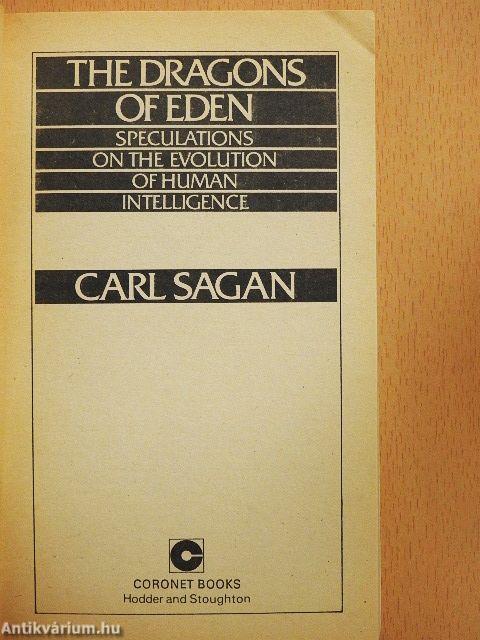 THE DRAGONS
OF EDEN
SPECULATIONS
ON THE EVOLUTION
OF HUMAN
INTELLIGENCE
CARL SAGAN
C
CORONET BOOKS
Hodder and Stoughton
Antikvárium.hu